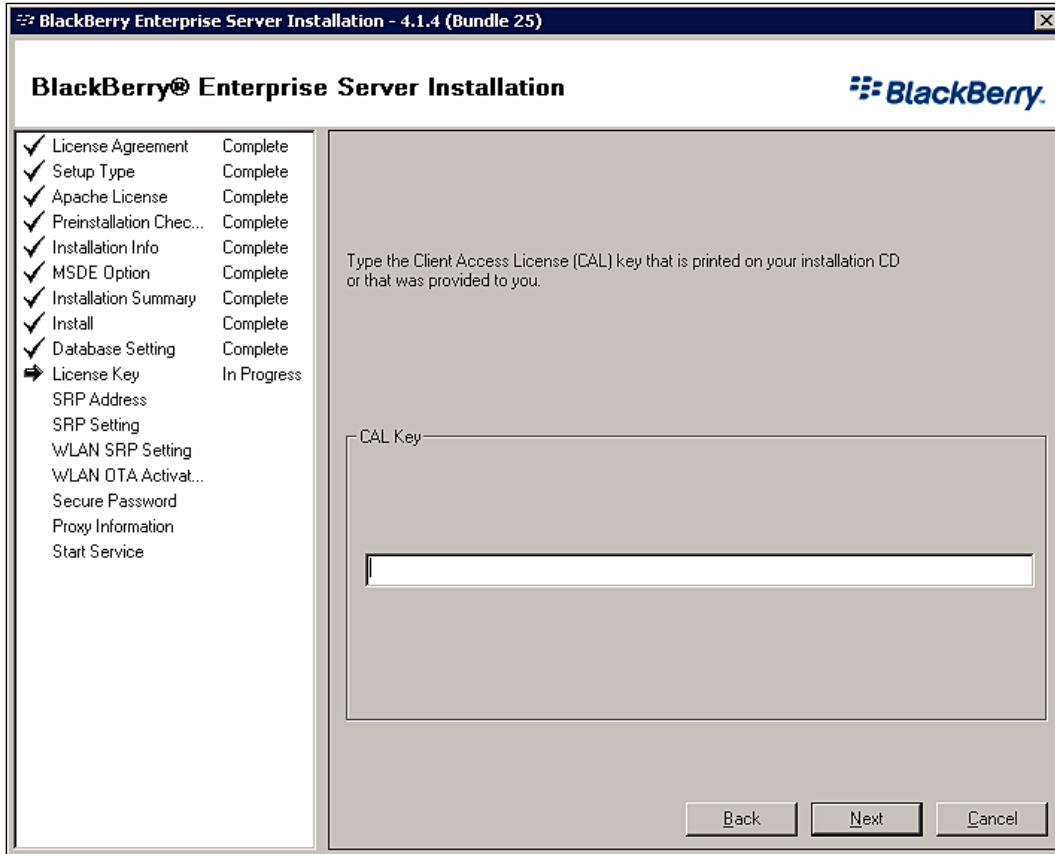 BlackBerry Enterprise Server Installation - 4.1.4 (Bundle 25)
BlackBerry® Enterprise Server Installation
BlackBerry.
License Agreement Complete
Setup Type Complete
Apache License Complete
Preinstallation Chec... Complete
Installation Info Complete
MSDE Option Complete
Installation Summary Complete
Install Complete
Database Setting Complete
License Key In Progress
SRP Address
SRP Setting
WLAN SRP Setting
WLAN OTA Activat...
Secure Password
Proxy Information
Start Service
Type the Client Access License (CAL) key that is printed on your installation CD
or that was provided to you.
CAL Key
Back Next Cancel